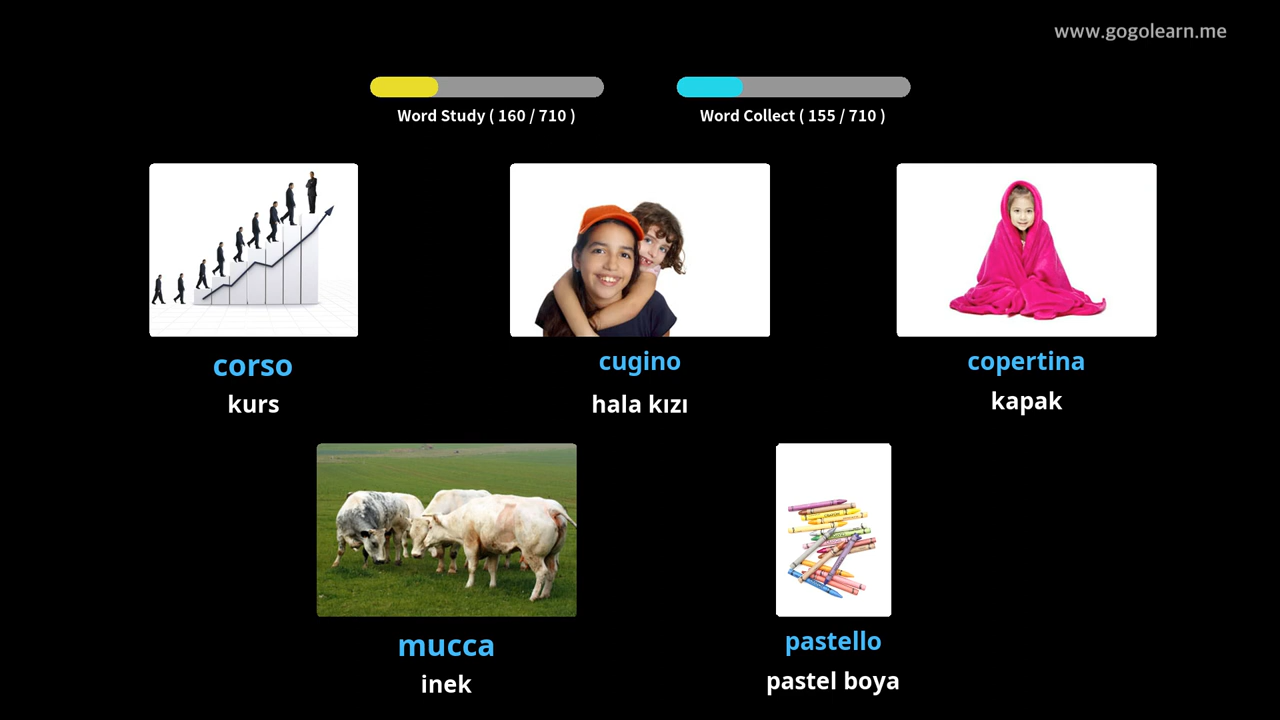 www.gogolearn.me
Word Study ( 160 / 710 )
Word Collect ( 155 / 710 )
corso
kurs
cugino
hala kızı
copertina
kapak
mucca
inek
pastello
pastel boya